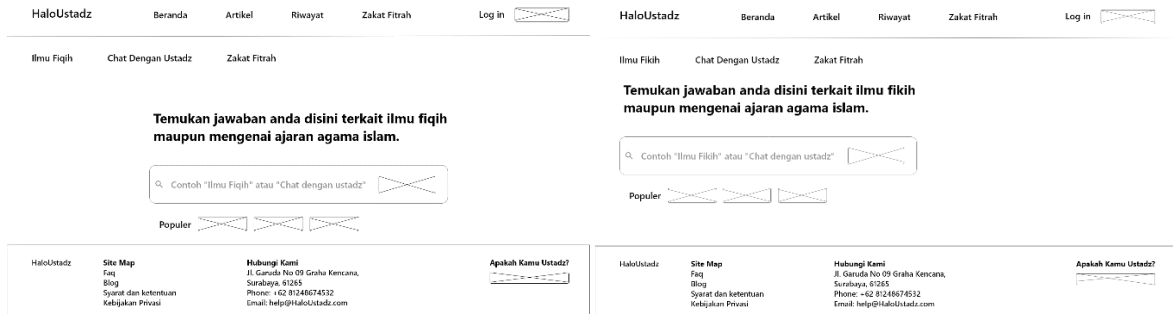 HaloUstadz Beranda Artikel Riwayat Zakat Fitrah Log in
Ilmu Fiqih Chat Dengan Ustadz Zakat Fitrah
Temukan jawaban anda disini terkait ilmu fiqih
maupun mengenai ajaran agama islam.
Contoh "Ilmu Fiqih" atau "Chat dengan ustadz"
Populer
HaloUstadz
Site Map
Faq
Blog
Syarat dan ketentuan
Kebijakan Privasi
Hubungi Kami
Jl. Garuda No 09 Graha Kencana,
Surabaya, 61265
Phone: +62 81248674532
Email: help@HaloUstadz.com
Apakah Kamu Ustadz?
HaloUstadz Beranda Artikel Riwayat Zakat Fitrah Log in
Ilmu Fikih Chat Dengan Ustadz Zakat Fitrah
Temukan jawaban anda disini terkait ilmu fikih
maupun mengenai ajaran agama islam.
Contoh "Ilmu Fikih" atau "Chat dengan ustadz"
Populer
HaloUstadz
Site Map
Faq
Blog
Syarat dan ketentuan
Kebijakan Privasi
Hubungi Kami
Jl. Garuda No 09 Graha Kencana,
Surabaya, 61265
Phone: +62 81248674532
Email: help@HaloUstadz.com
Apakah Kamu Ustadz?